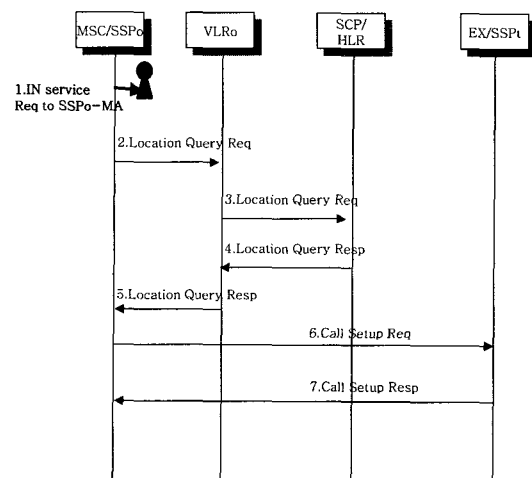 MSC/SSPo
VLRo
SCP/
HLR
EX/SSPt
1.IN service
Req to SSPo-MA
2.Location Query Req
3.Location Query Req
4.Location Query Resp
5.Location Query Resp
6.Call Setup Req
7.Call Setup Resp